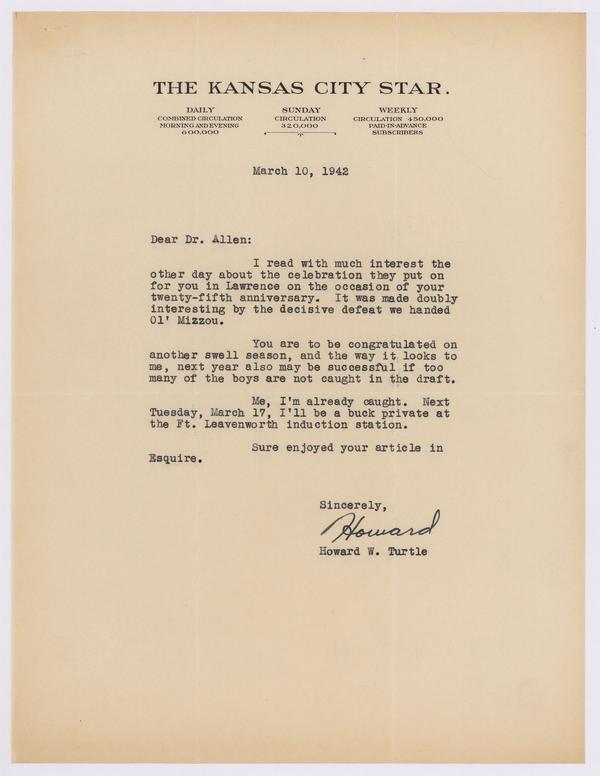 THE KANSAS CITY STAR.
DAILY
COMBINED CIRCULATION
MORNING AND EVENING
600,000
SUNDAY
CIRCULATION
320,000
WEEKLY
CIRCULATION 450,000
PAID-IN-ADVANCE
SUBSCRIBERS
March 10, 1942
Dear Dr. Allen:
I read with much interest the
other day about the celebration they put on
for you in Lawrence on the occasion of your
twenty-fifth anniversary. It was made doubly
interesting by the decisive defeat we handed
Ol' Mizzou.
You are to be congratulated on
another swell season, and the way it looks to
me, next year also may be successful if too
many of the boys are not caught in the draft.
Me, I'm already caught. Next
Tuesday, March 17, I'll be a buck private at
the Ft. Leavenworth induction station.
Sure enjoyed your article in
Esquire.
Sincerely,
Howard
Howard W. Turtle